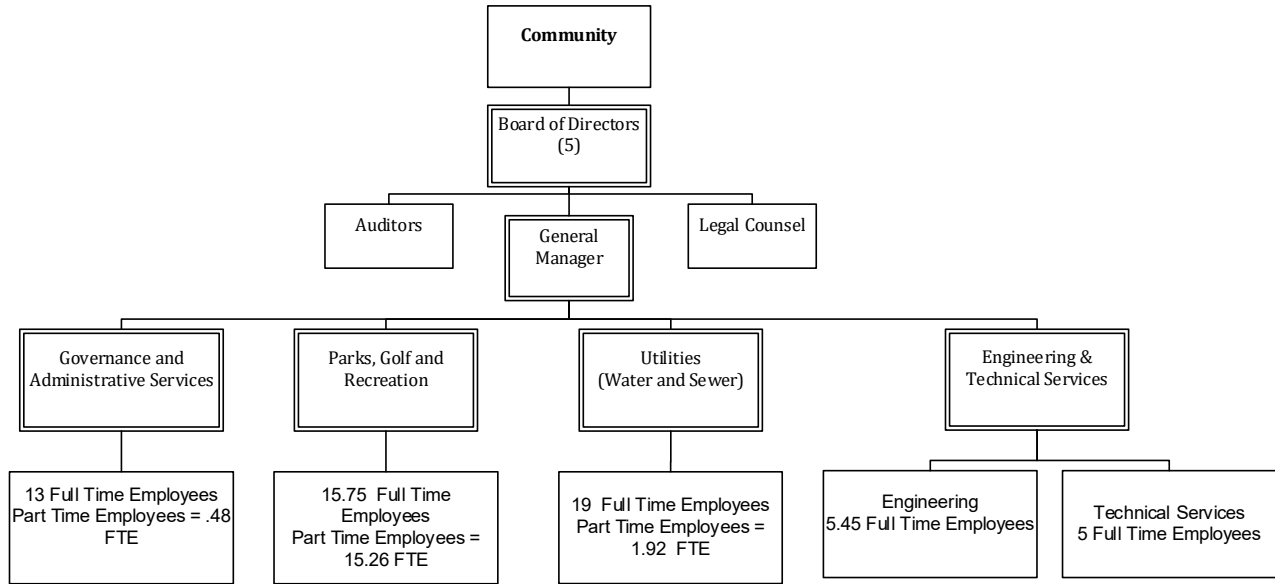 Community
Board of Directors
(5)
Auditors
General
Manager
Legal Counsel
Governance and
Administrative Services
Parks, Golf and
Recreation
Utilities
(Water and Sewer)
Engineering &
Technical Services
13 Full Time Employees
Part Time Employees = .48
FTE
15.75 Full Time
Employees
Part Time Employees =
15.26 FTE
19 Full Time Employees
Part Time Employees =
1.92 FTE
Engineering
5.45 Full Time Employees
Technical Services
5 Full Time Employees